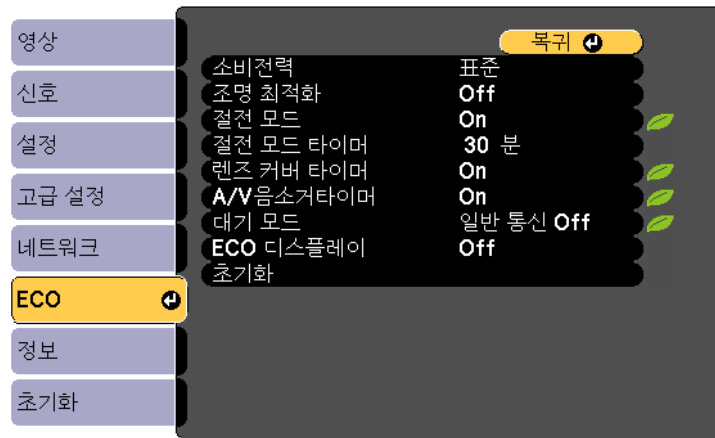 영상
신호
설정
고급 설정
네트워크
ECO
정보
초기화
복귀
소비전력 표준
조명 최적화 Off
절전 모드 On
절전 모드 타이머 30 분
렌즈 커버 타이머 On
A/V음소거타이머 On
대기 모드 일반 통신 Off
ECO 디스플레이 Off
초기화